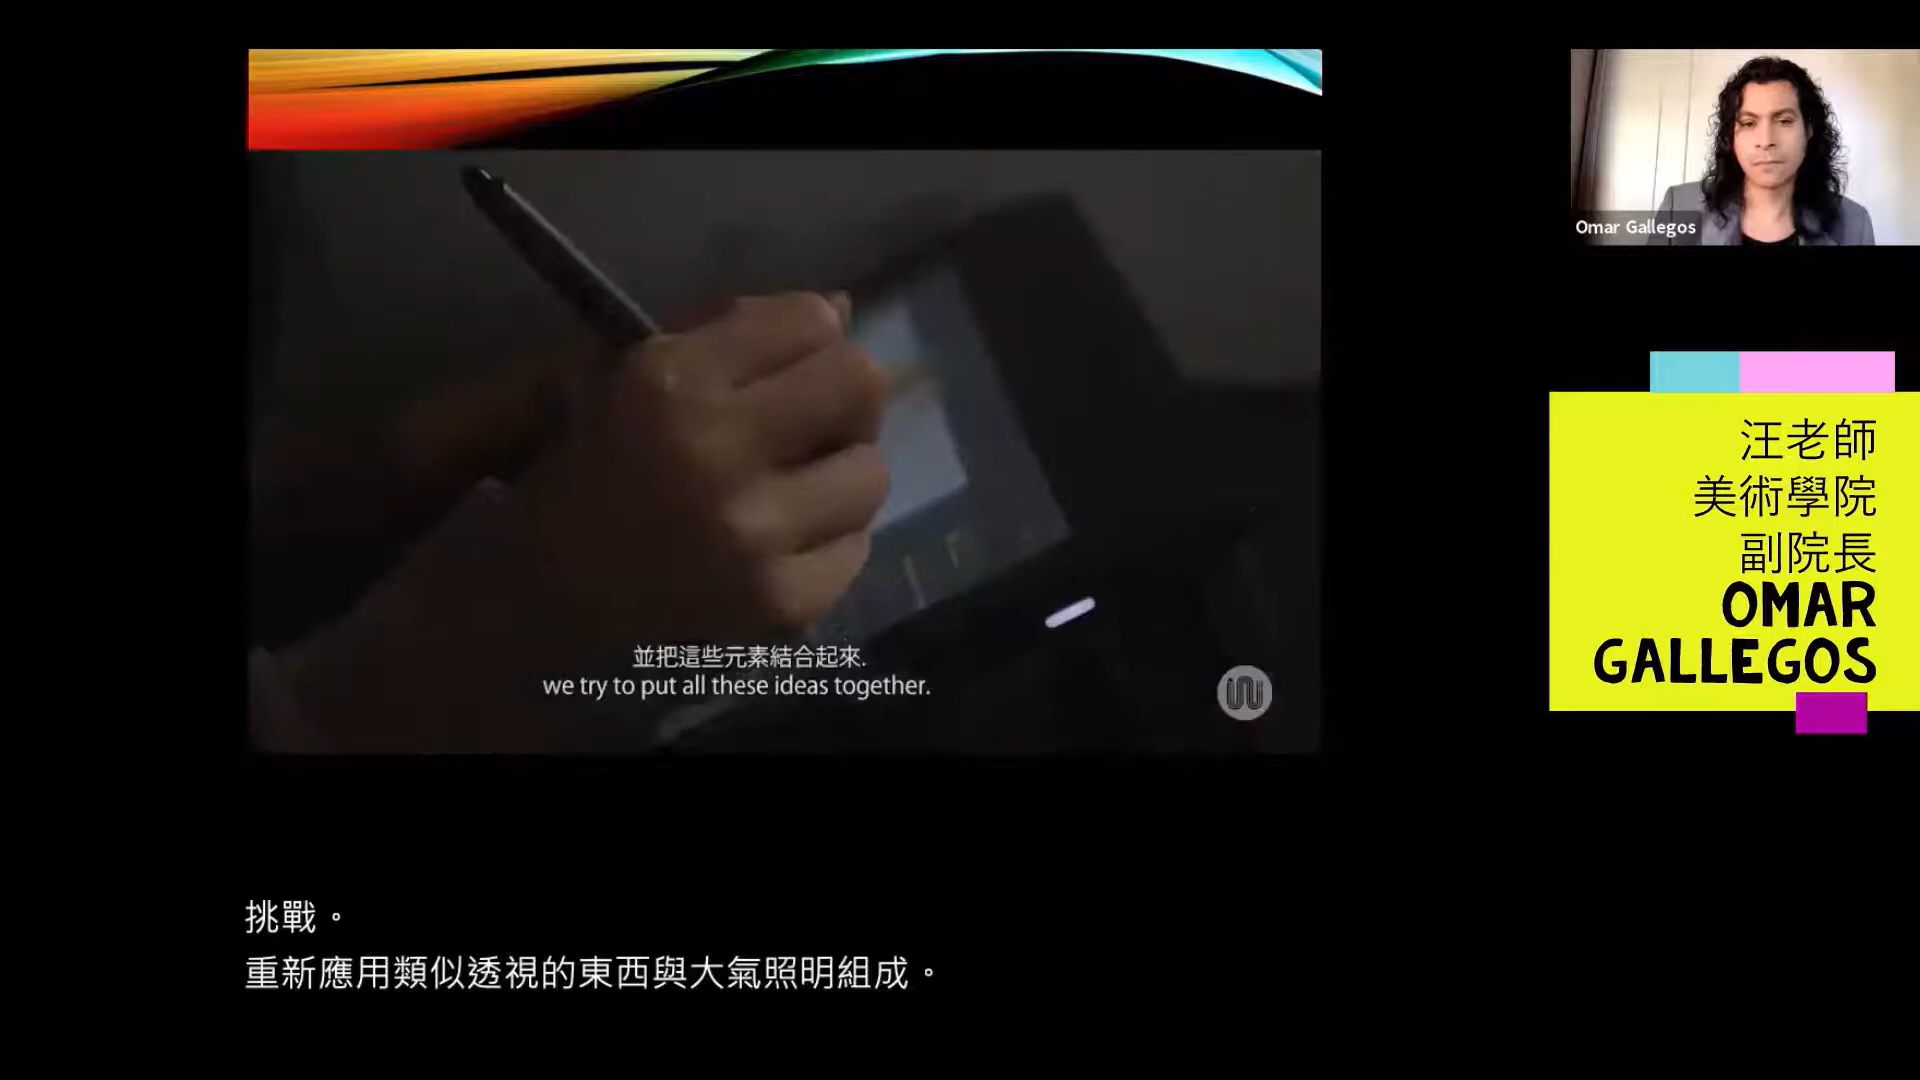 Omar Gallegos
汪老師
美術學院
副院長
OMAR
GALLEGOS
並把這些元素結合起來.
we try to put all these ideas together.
挑戰。
重新應用類似透視的東西與大氣照明組成。